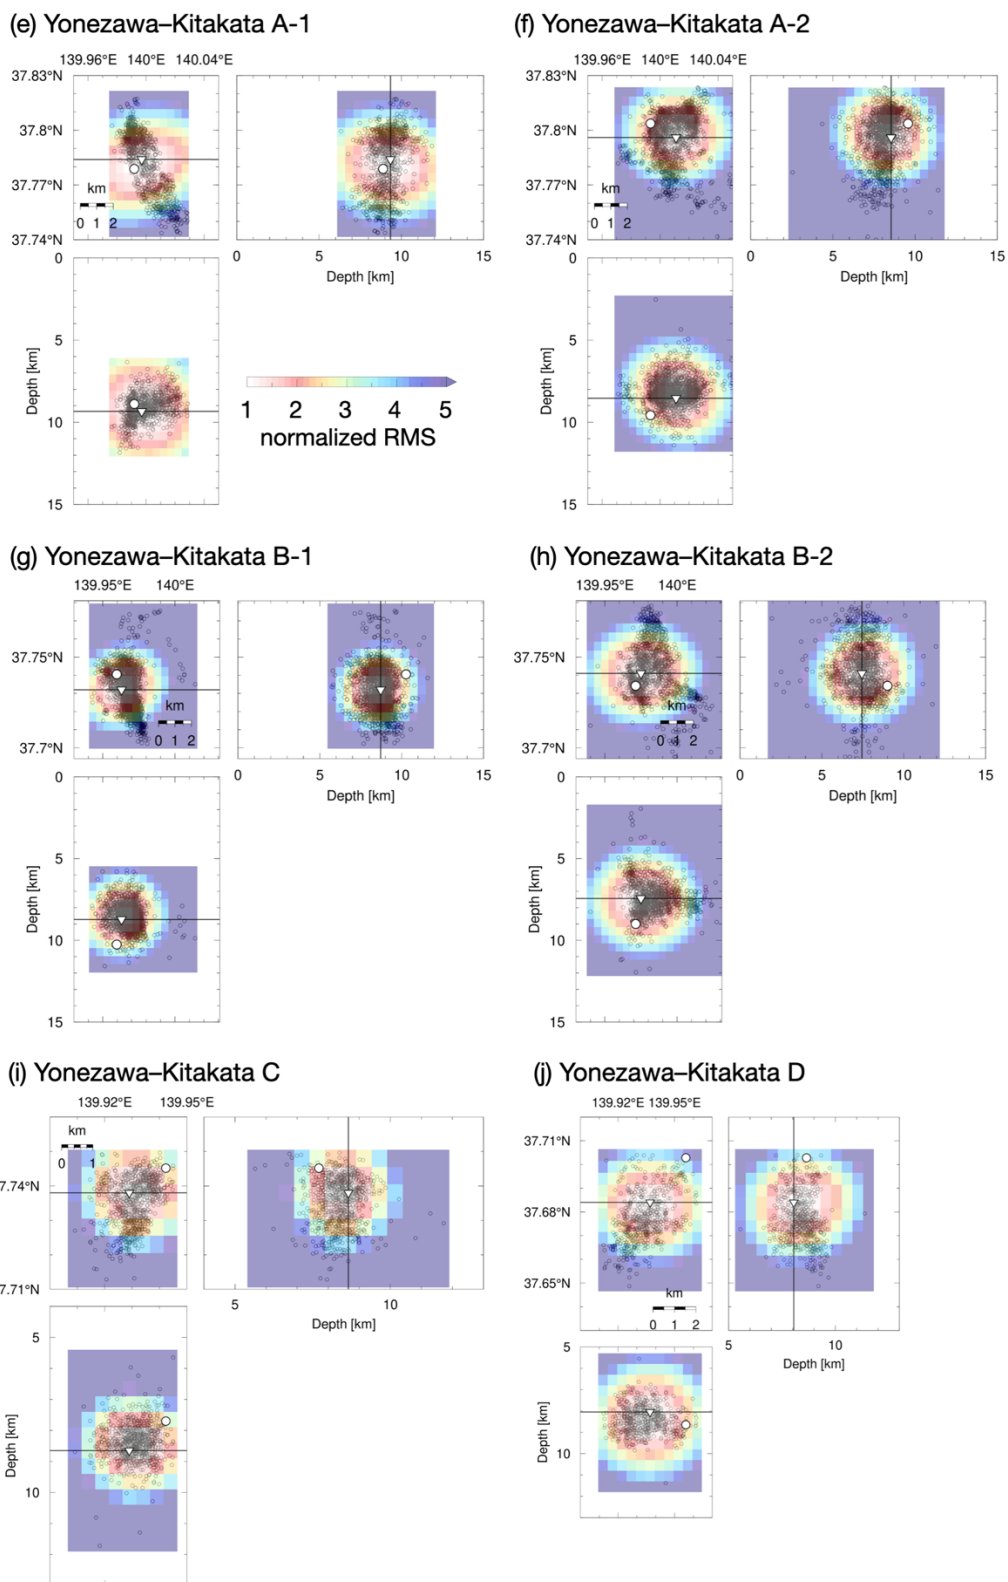 (e) Yonezawa–Kitakata A-1
139.96°E 140°E 140.04°E
37.83°N
37.8°N
37.77°N
37.74°N
km
0 1 2
0 5 10 15
Depth [km]
0
5
10
15
Depth [km]
1 2 3 4 5
normalized RMS
(f) Yonezawa–Kitakata A-2
139.96°E 140°E 140.04°E
37.83°N
37.8°N
37.77°N
37.74°N
km
0 1 2
0 5 10 15
Depth [km]
0
5
10
15
Depth [km]
(g) Yonezawa–Kitakata B-1
139.95°E 140°E
37.75°N
37.7°N
km
0 1 2
0 5 10 15
Depth [km]
0
5
10
15
Depth [km]
(h) Yonezawa–Kitakata B-2
139.95°E 140°E
37.75°N
37.7°N
km
0 1 2
0 5 10 15
Depth [km]
0
5
10
15
Depth [km]
(i) Yonezawa–Kitakata C
139.92°E 139.95°E
km
0 1
7.74°N
7.71°N
5 10
Depth [km]
5
10
Depth [km]
(j) Yonezawa–Kitakata D
139.92°E 139.95°E
37.71°N
37.68°N
37.65°N
km
0 1 2
5 10
Depth [km]
5
10
Depth [km]